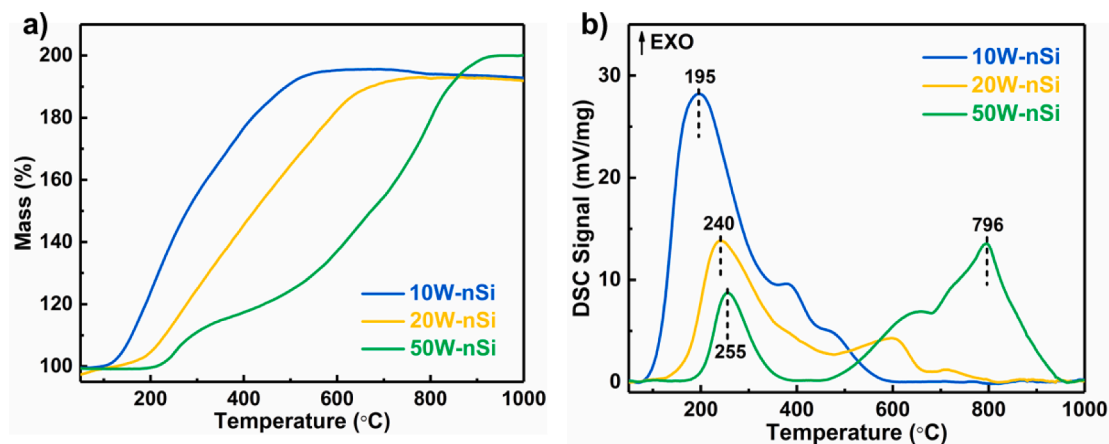 a)
Mass (%)
200
180
160
140
120
100
10W-nSi
20W-nSi
50W-nSi
200 400 600 800 1000
Temperature (°C)
b)
EXO
DSC Signal (mV/mg)
30
20
10
0
195
240
255
796
10W-nSi
20W-nSi
50W-nSi
200 400 600 800 1000
Temperature (°C)